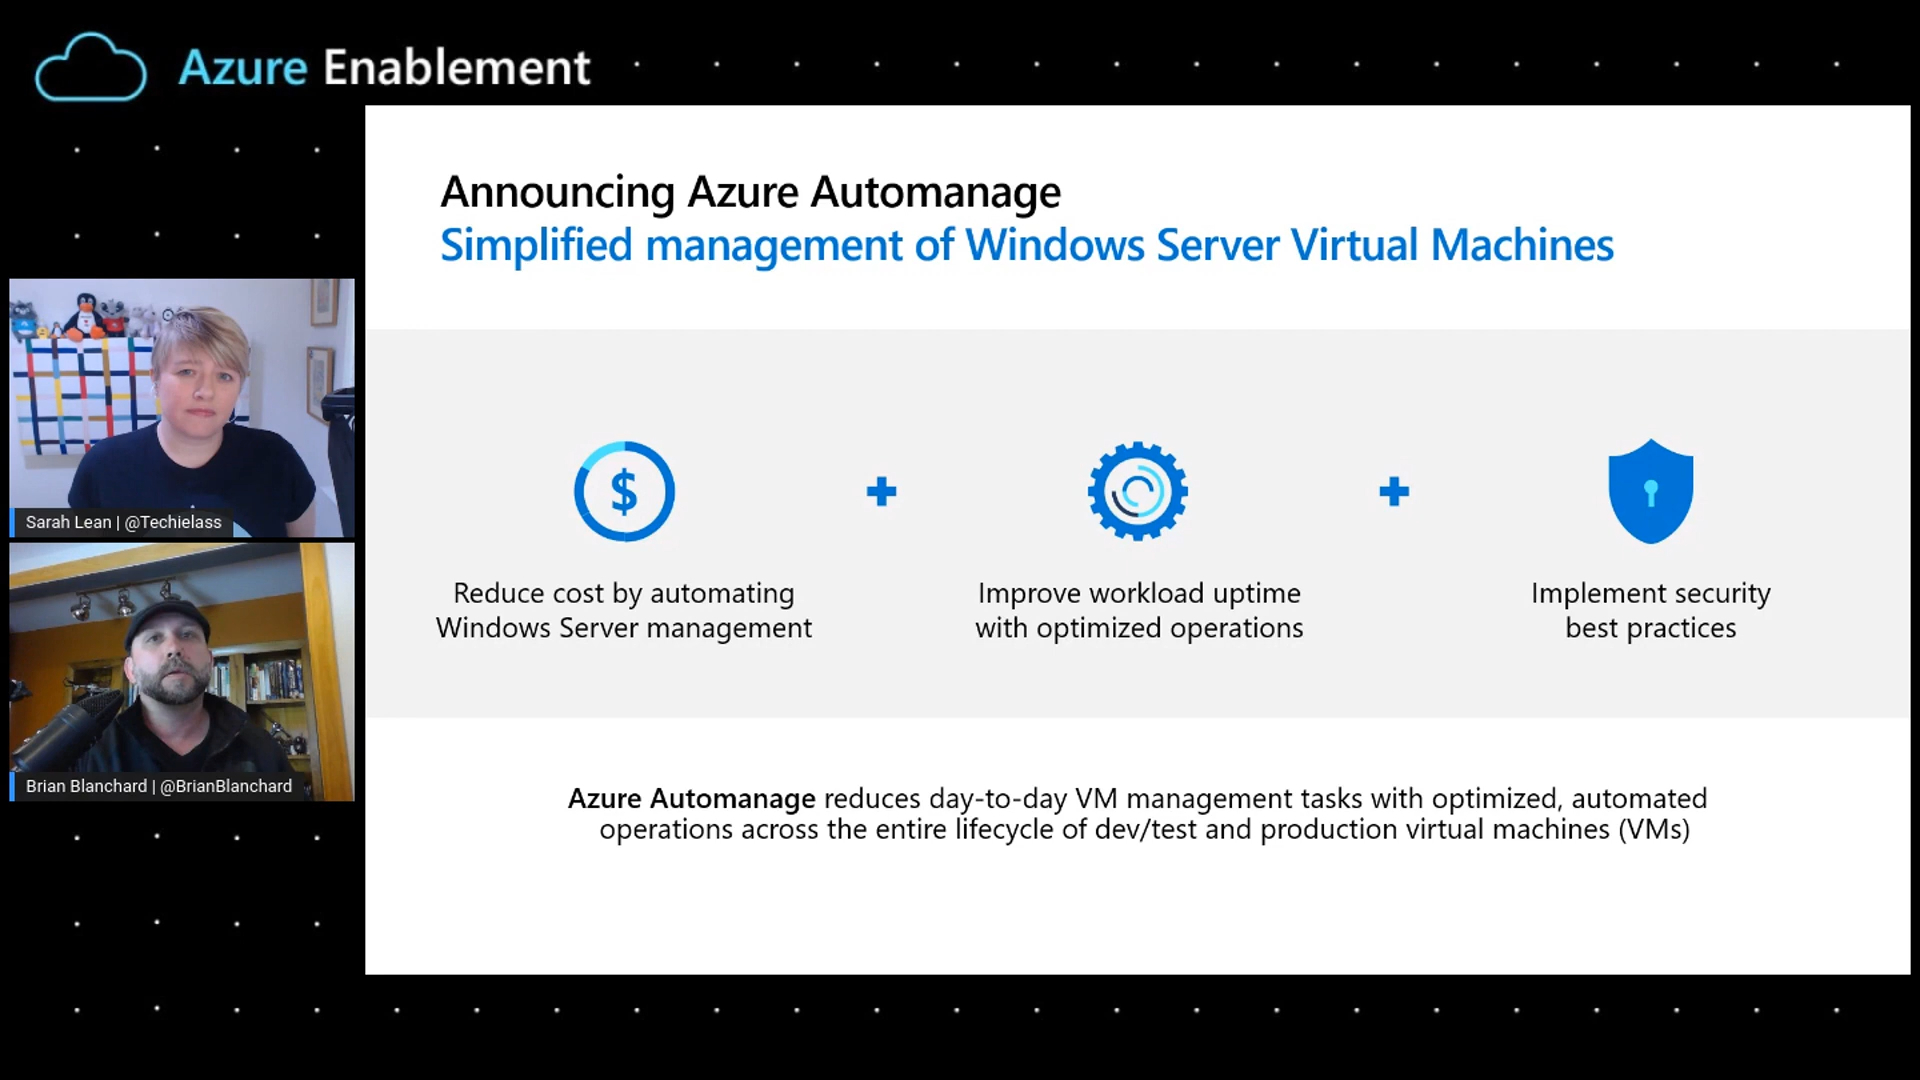 Azure Enablement
Announcing Azure Automanage
Simplified management of Windows Server Virtual Machines
Sarah Lean | @Techielass
Brian Blanchard | @BrianBlanchard
$
Reduce cost by automating
Windows Server management
+
Improve workload uptime
with optimized operations
+
Implement security
best practices
Azure Automanage reduces day-to-day VM management tasks with optimized, automated
operations across the entire lifecycle of dev/test and production virtual machines (VMs)